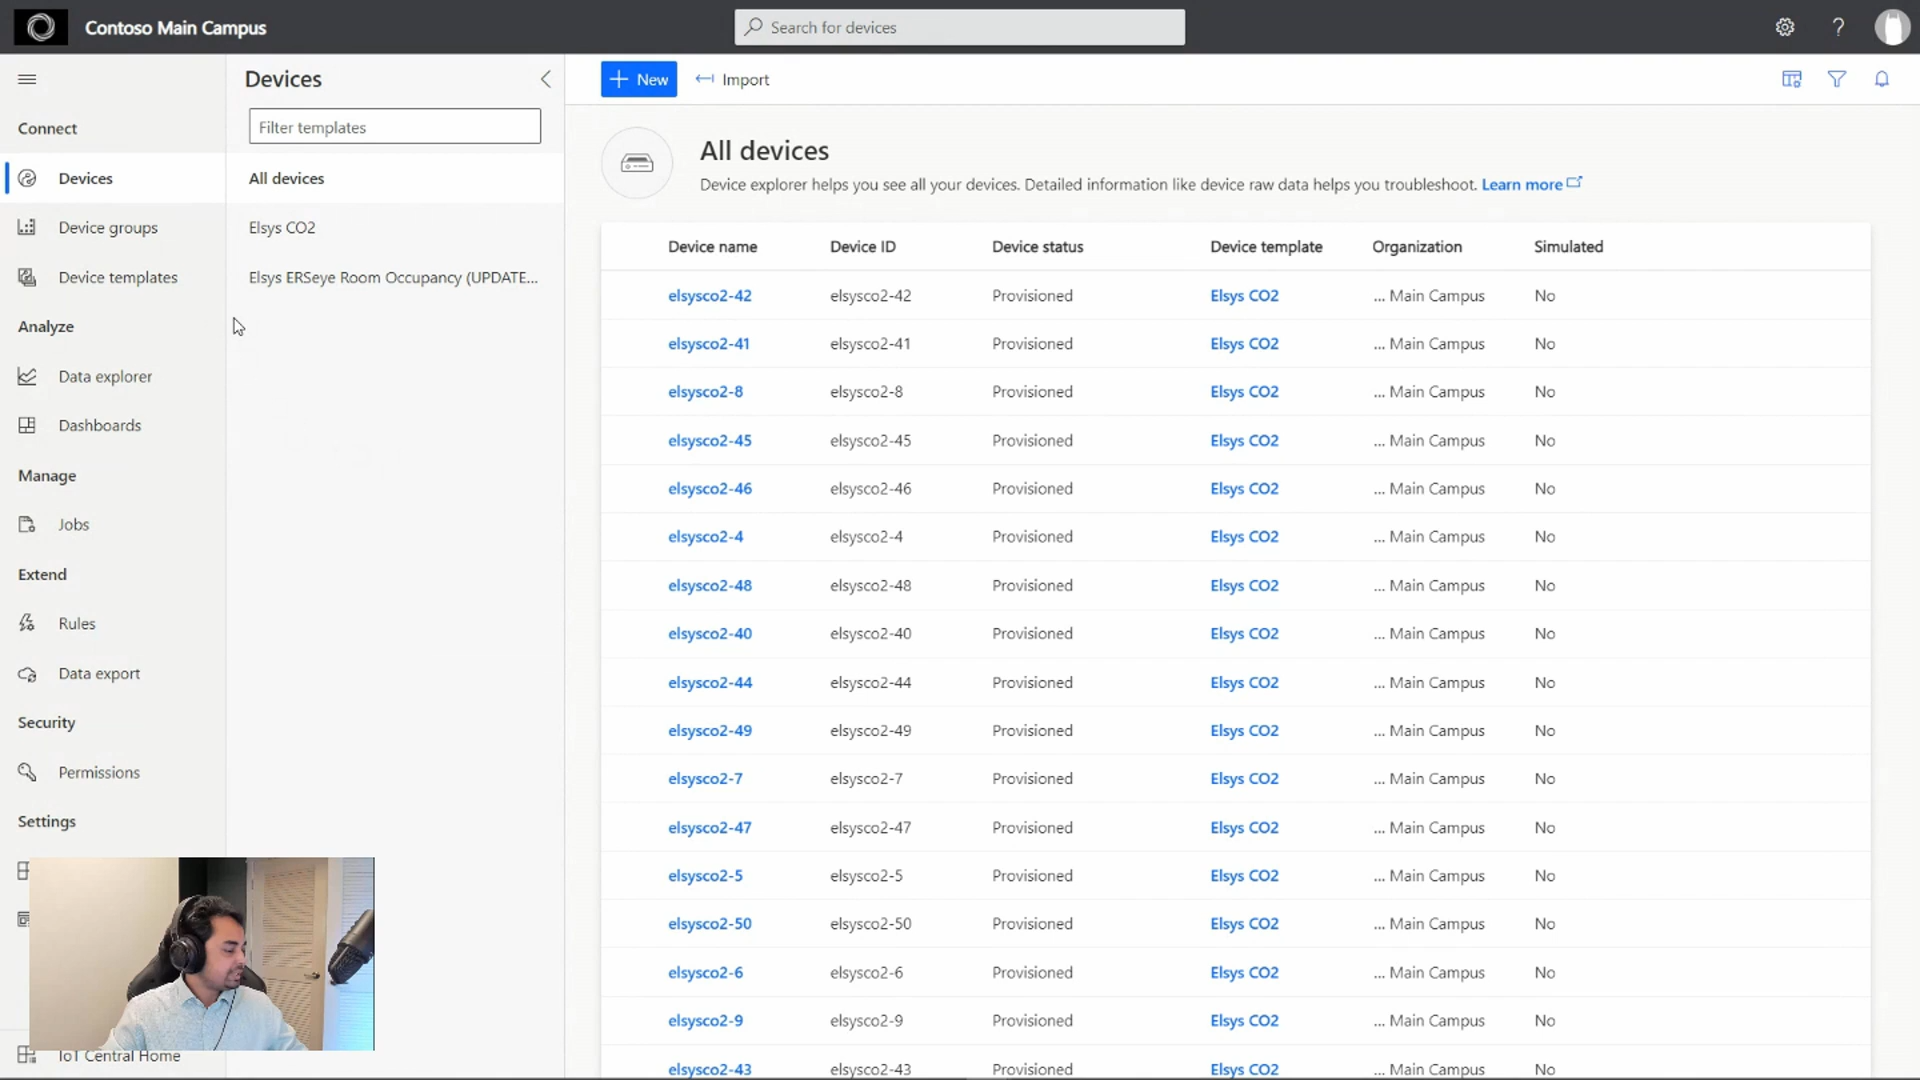 Contoso Main Campus
Search for devices
?
Devices
New
Import
Connect
Filter templates
All devices
Device explorer helps you see all your devices. Detailed information like device raw data helps you troubleshoot. Learn more
Devices
All devices
Device groups
Elsys CO2
Device templates
Elsys ERSeye Room Occupancy (UPDATE...
Analyze
Data explorer
Dashboards
Manage
Jobs
Extend
Rules
Data export
Security
Permissions
Settings
IoT Central Home
Device name Device ID Device status Device template Organization Simulated
elsysco2-42 elsysco2-42 Provisioned Elsys CO2 ... Main Campus No
elsysco2-41 elsysco2-41 Provisioned Elsys CO2 ... Main Campus No
elsysco2-8 elsysco2-8 Provisioned Elsys CO2 ... Main Campus No
elsysco2-45 elsysco2-45 Provisioned Elsys CO2 ... Main Campus No
elsysco2-46 elsysco2-46 Provisioned Elsys CO2 ... Main Campus No
elsysco2-4 elsysco2-4 Provisioned Elsys CO2 ... Main Campus No
elsysco2-48 elsysco2-48 Provisioned Elsys CO2 ... Main Campus No
elsysco2-40 elsysco2-40 Provisioned Elsys CO2 ... Main Campus No
elsysco2-44 elsysco2-44 Provisioned Elsys CO2 ... Main Campus No
elsysco2-49 elsysco2-49 Provisioned Elsys CO2 ... Main Campus No
elsysco2-7 elsysco2-7 Provisioned Elsys CO2 ... Main Campus No
elsysco2-47 elsysco2-47 Provisioned Elsys CO2 ... Main Campus No
elsysco2-5 elsysco2-5 Provisioned Elsys CO2 ... Main Campus No
elsysco2-50 elsysco2-50 Provisioned Elsys CO2 ... Main Campus No
elsysco2-6 elsysco2-6 Provisioned Elsys CO2 ... Main Campus No
elsysco2-9 elsysco2-9 Provisioned Elsys CO2 ... Main Campus No
elsysco2-43 elsysco2-43 Provisioned Elsys CO2 ... Main Campus No